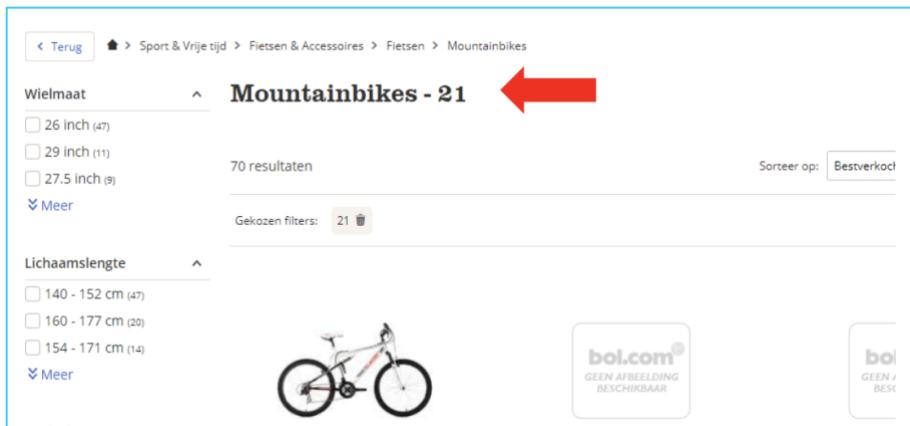 Terug
> Sport & Vrije tijd > Fietsen & Accessoires > Fietsen > Mountainbikes
Wielmaat
26 inch (47)
29 inch (11)
27.5 inch (9)
Meer
Lichaamslengte
140 - 152 cm (47)
160 - 177 cm (20)
154 - 171 cm (14)
Meer
Mountainbikes - 21
70 resultaten
Sorteer op: Bestverkoch
Gekozen filters: 21
bol.com
GEEN AFBEELDING
BESCHIKBAAR
bol
GEEN
BES